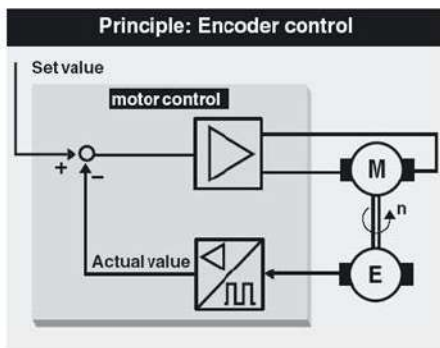 Principle: Encoder control
Set value
motor control
+
−
M
n
Actual value
E